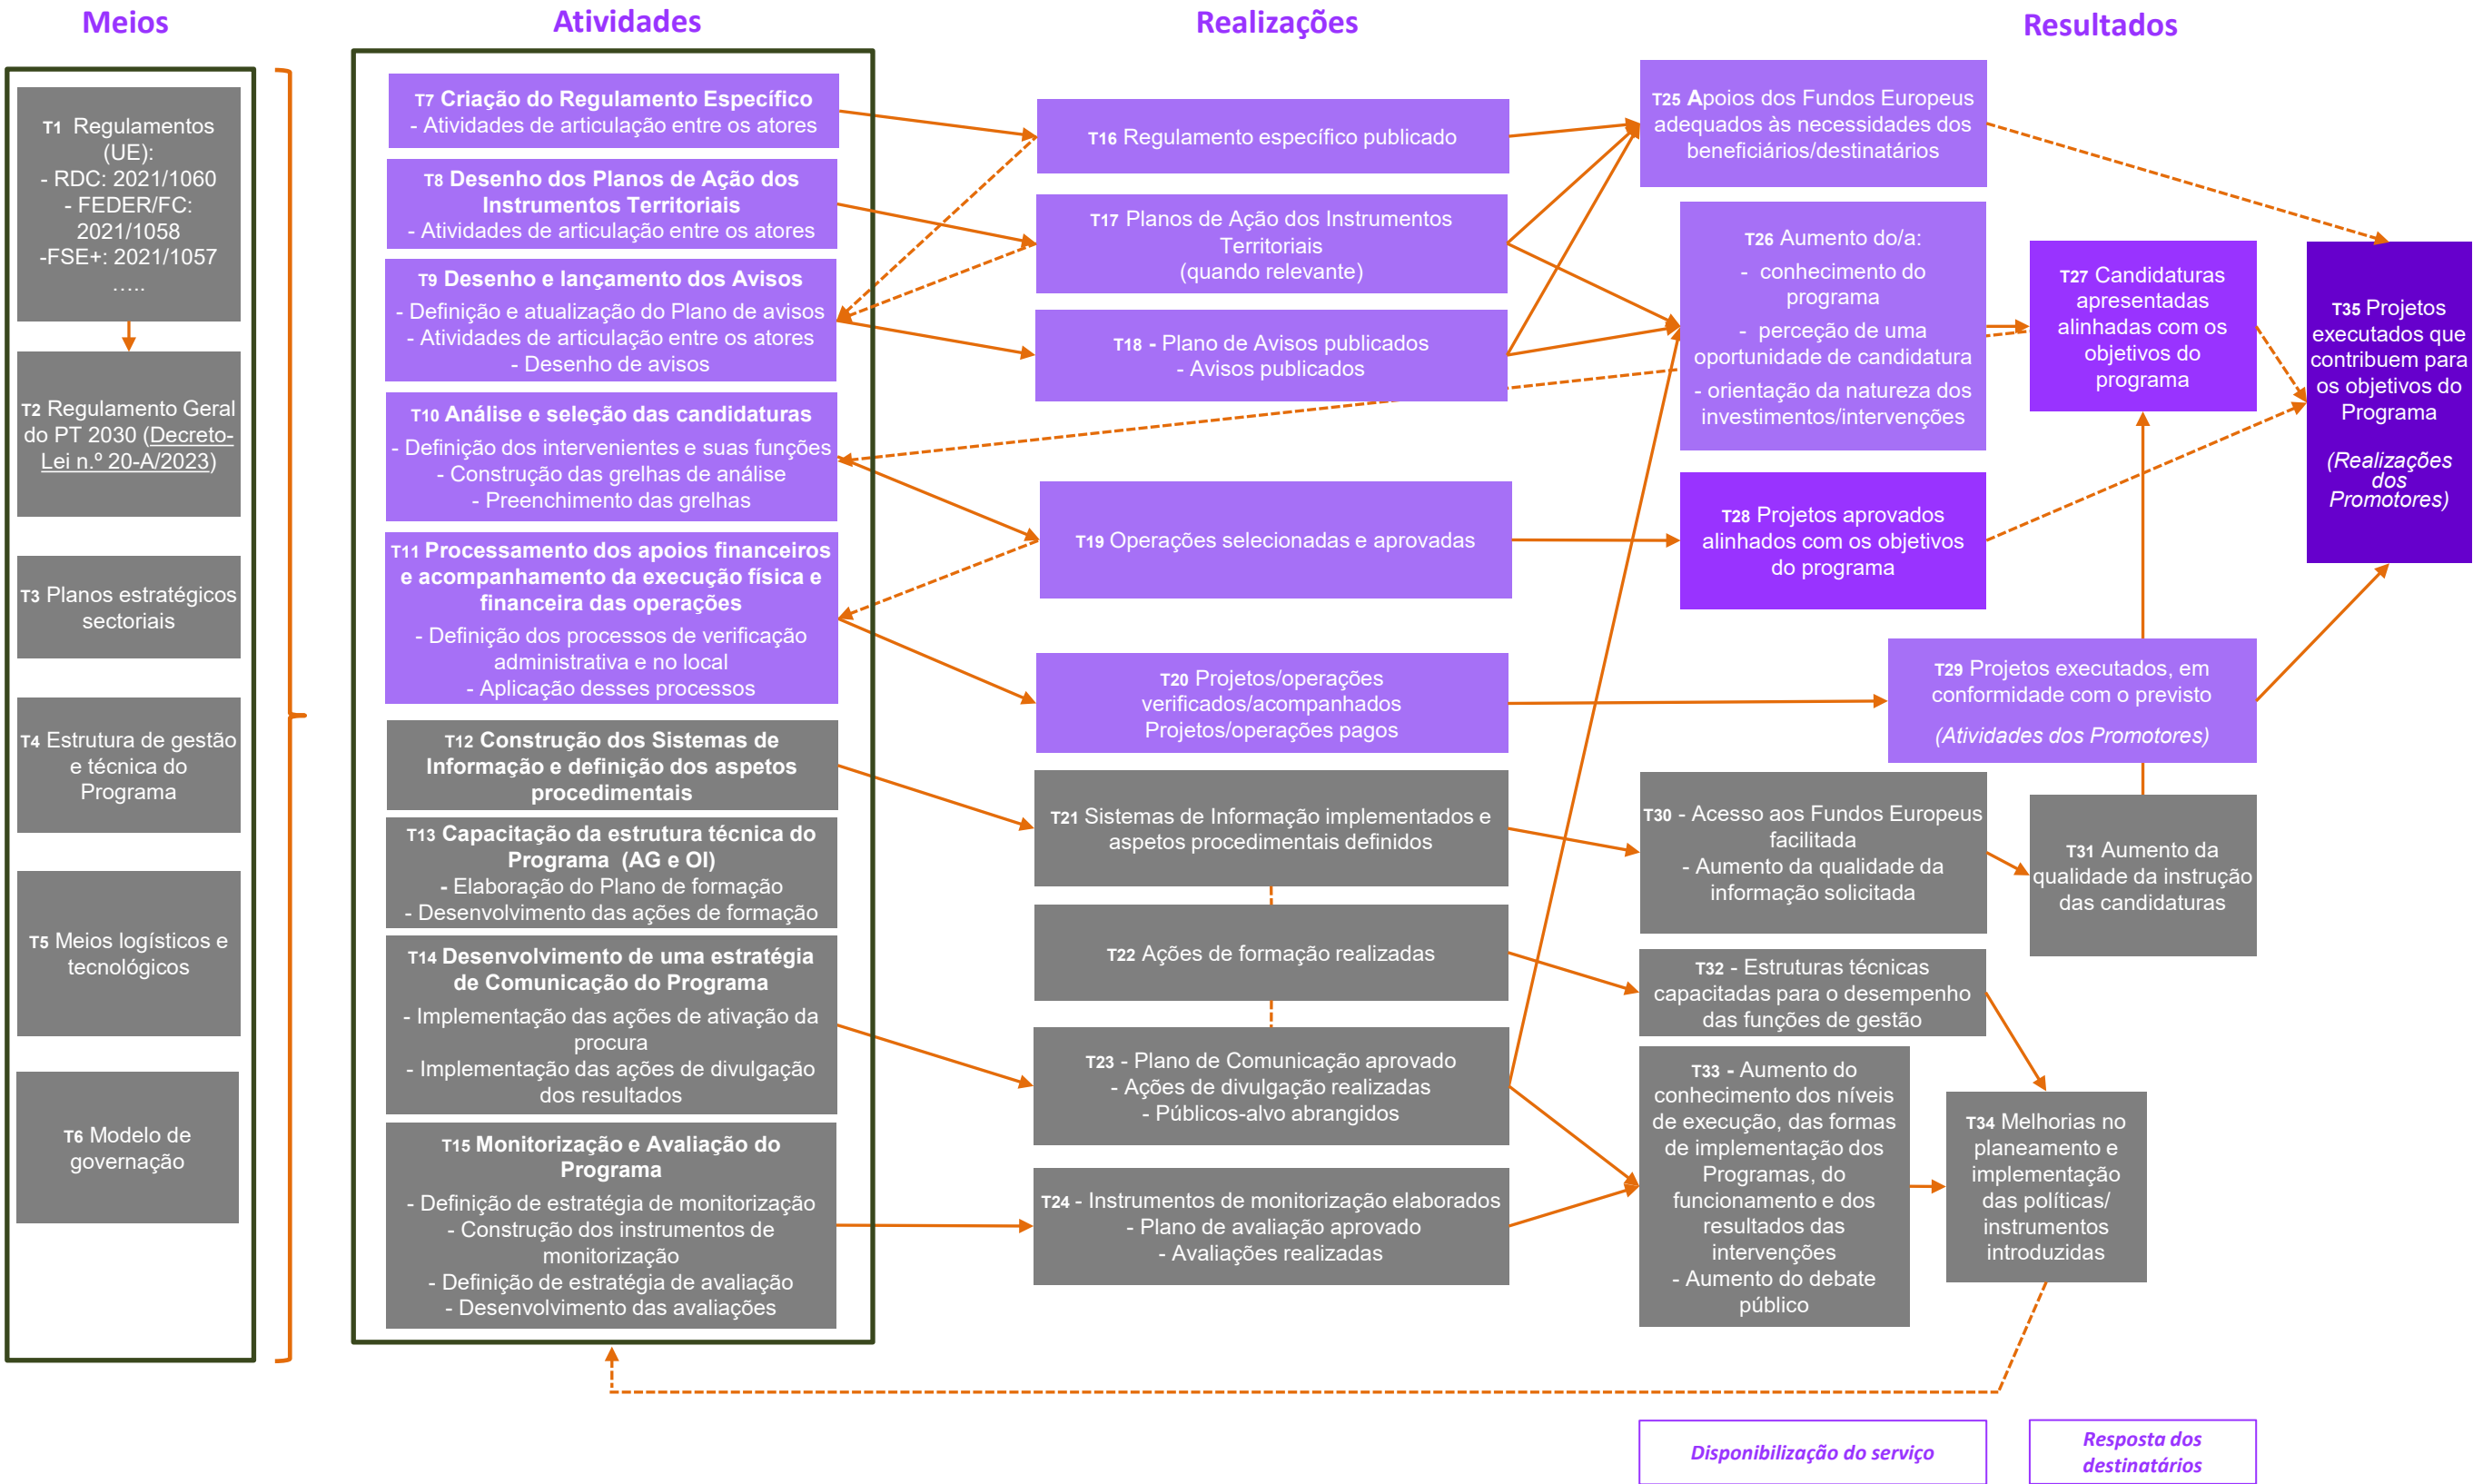 Meios
Atividades
Realizações
Resultados
T1 Regulamentos
(UE):
- RDC: 2021/1060
- FEDER/FC:
2021/1058
-FSE+: 2021/1057
…..
T2 Regulamento Geral
do PT 2030 (Decreto-
Lei n.º 20-A/2023)
T3 Planos estratégicos
sectoriais
T4 Estrutura de gestão
e técnica do
Programa
T5 Meios logísticos e
tecnológicos
T6 Modelo de
governação
T7 Criação do Regulamento Específico
- Atividades de articulação entre os atores
T8 Desenho dos Planos de Ação dos
Instrumentos Territoriais
- Atividades de articulação entre os atores
T9 Desenho e lançamento dos Avisos
- Definição e atualização do Plano de avisos
- Atividades de articulação entre os atores
- Desenho de avisos
T10 Análise e seleção das candidaturas
- Definição dos intervenientes e suas funções
- Construção das grelhas de análise
- Preenchimento das grelhas
T11 Processamento dos apoios financeiros
e acompanhamento da execução física e
financeira das operações
- Definição dos processos de verificação
administrativa e no local
- Aplicação desses processos
T12 Construção dos Sistemas de
Informação e definição dos aspetos
procedimentais
T13 Capacitação da estrutura técnica do
Programa (AG e OI)
- Elaboração do Plano de formação
- Desenvolvimento das ações de formação
T14 Desenvolvimento de uma estratégia
de Comunicação do Programa
- Implementação das ações de ativação da
procura
- Implementação das ações de divulgação
dos resultados
T15 Monitorização e Avaliação do
Programa
- Definição de estratégia de monitorização
- Construção dos instrumentos de
monitorização
- Definição de estratégia de avaliação
- Desenvolvimento das avaliações
T16 Regulamento específico publicado
T17 Planos de Ação dos Instrumentos
Territoriais
(quando relevante)
T18 - Plano de Avisos publicados
- Avisos publicados
T19 Operações selecionadas e aprovadas
T20 Projetos/operações
verificados/acompanhados
Projetos/operações pagos
T21 Sistemas de Informação implementados e
aspetos procedimentais definidos
T22 Ações de formação realizadas
T23 - Plano de Comunicação aprovado
- Ações de divulgação realizadas
- Públicos-alvo abrangidos
T24 - Instrumentos de monitorização elaborados
- Plano de avaliação aprovado
- Avaliações realizadas
T25 Apoios dos Fundos Europeus
adequados às necessidades dos
beneficiários/destinatários
T26 Aumento do/a:
- conhecimento do
programa
- perceção de uma
oportunidade de candidatura
- orientação da natureza dos
investimentos/intervenções
T27 Candidaturas
apresentadas
alinhadas com os
objetivos do
programa
T28 Projetos aprovados
alinhados com os objetivos
do programa
T29 Projetos executados, em
conformidade com o previsto
(Atividades dos Promotores)
T30 - Acesso aos Fundos Europeus
facilitada
- Aumento da qualidade da
informação solicitada
T31 Aumento da
qualidade da instrução
das candidaturas
T32 - Estruturas técnicas
capacitadas para o desempenho
das funções de gestão
T33 - Aumento do
conhecimento dos níveis
de execução, das formas
de implementação dos
Programas, do
funcionamento e dos
resultados das
intervenções
- Aumento do debate
público
T34 Melhorias no
planeamento e
implementação
das políticas/
instrumentos
introduzidas
T35 Projetos
executados que
contribuem para
os objetivos do
Programa
(Realizações
dos
Promotores)
Disponibilização do serviço
Resposta dos
destinatários